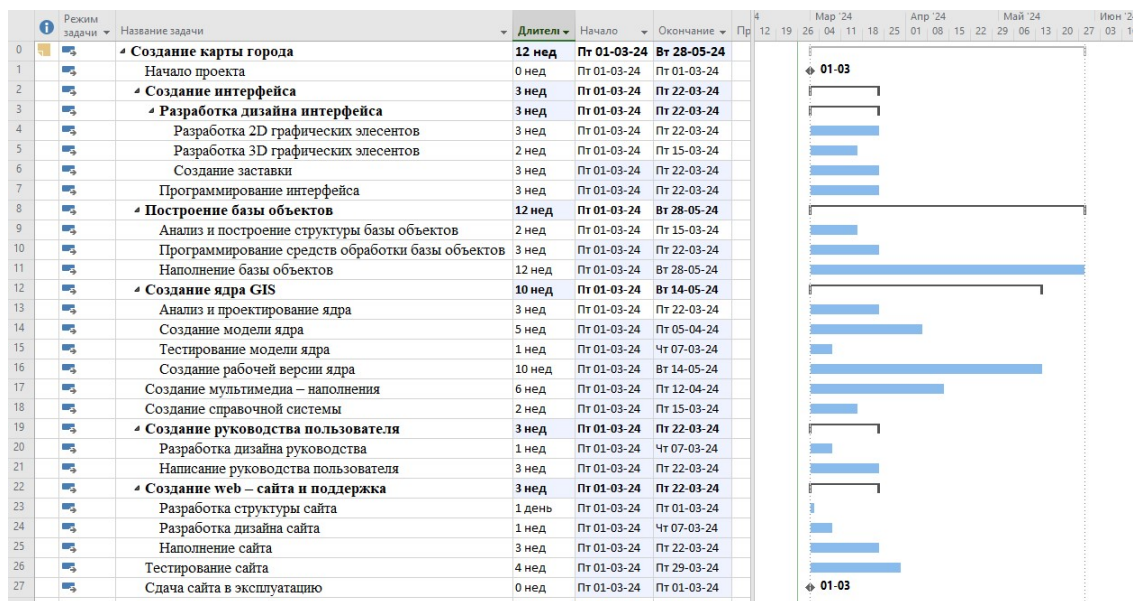 Режим задачи Название задачи Длителн Начало Окончание Пр 4 Мар '24 Апр '24 Май '24 Июн '2
12 19 26 04 11 18 25 01 08 15 22 29 06 13 20 27 03 1
0 Создание карты города 12 нед Пт 01-03-24 Вт 28-05-24
1 Начало проекта 0 нед Пт 01-03-24 Пт 01-03-24 01-03
2 Создание интерфейса 3 нед Пт 01-03-24 Пт 22-03-24
3 Разработка дизайна интерфейса 3 нед Пт 01-03-24 Пт 22-03-24
4 Разработка 2D графических элесентов 3 нед Пт 01-03-24 Пт 22-03-24
5 Разработка 3D графических элесентов 2 нед Пт 01-03-24 Пт 15-03-24
6 Создание заставки 3 нед Пт 01-03-24 Пт 22-03-24
7 Программирование интерфейса 3 нед Пт 01-03-24 Пт 22-03-24
8 Построение базы объектов 12 нед Пт 01-03-24 Вт 28-05-24
9 Анализ и построение структуры базы объектов 2 нед Пт 01-03-24 Пт 15-03-24
10 Программирование средств обработки базы объектов 3 нед Пт 01-03-24 Пт 22-03-24
11 Наполнение базы объектов 12 нед Пт 01-03-24 Вт 28-05-24
12 Создание ядра GIS 10 нед Пт 01-03-24 Вт 14-05-24
13 Анализ и проектирование ядра 3 нед Пт 01-03-24 Пт 22-03-24
14 Создание модели ядра 5 нед Пт 01-03-24 Пт 05-04-24
15 Тестирование модели ядра 1 нед Пт 01-03-24 Чт 07-03-24
16 Создание рабочей версии ядра 10 нед Пт 01-03-24 Вт 14-05-24
17 Создание мультимедиа – наполнения 6 нед Пт 01-03-24 Пт 12-04-24
18 Создание справочной системы 2 нед Пт 01-03-24 Пт 15-03-24
19 Создание руководства пользователя 3 нед Пт 01-03-24 Пт 22-03-24
20 Разработка дизайна руководства 1 нед Пт 01-03-24 Чт 07-03-24
21 Написание руководства пользователя 3 нед Пт 01-03-24 Пт 22-03-24
22 Создание web – сайта и поддержка 3 нед Пт 01-03-24 Пт 22-03-24
23 Разработка структуры сайта 1 день Пт 01-03-24 Пт 01-03-24
24 Разработка дизайна сайта 1 нед Пт 01-03-24 Чт 07-03-24
25 Наполнение сайта 3 нед Пт 01-03-24 Пт 22-03-24
26 Тестирование сайта 4 нед Пт 01-03-24 Пт 29-03-24
27 Сдача сайта в эксплуатацию 0 нед Пт 01-03-24 Пт 01-03-24 01-03